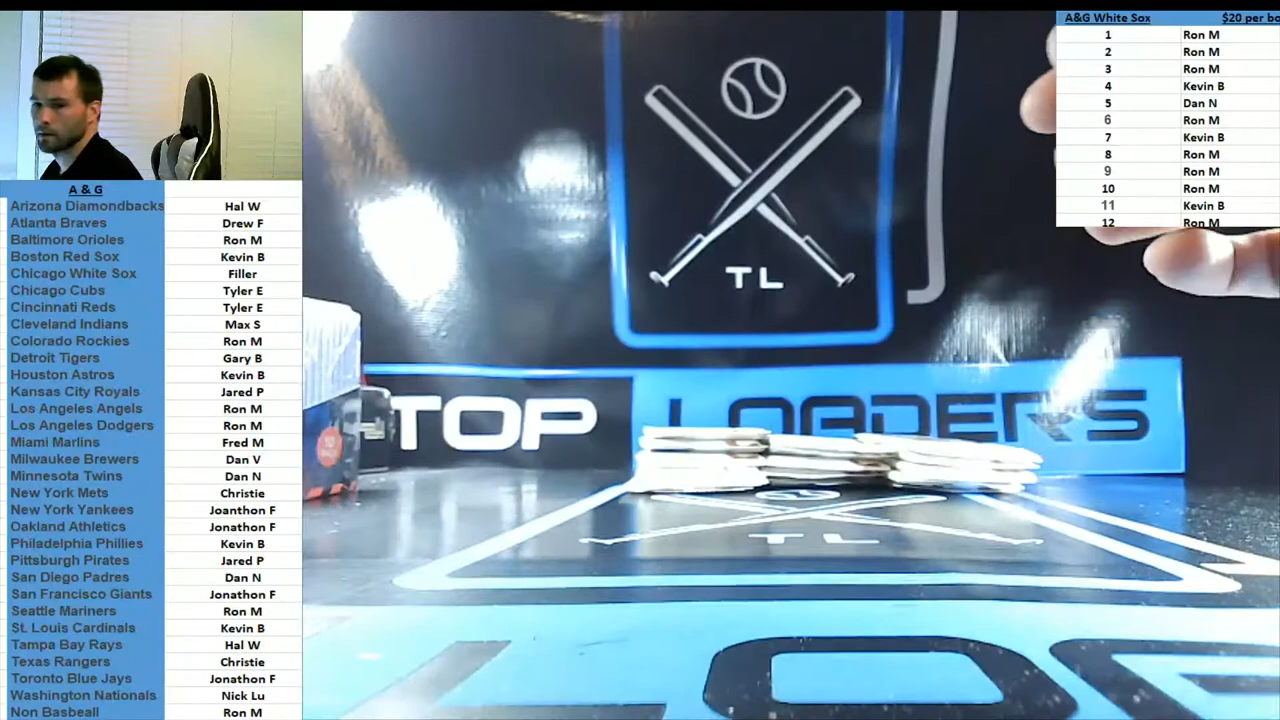 A & G
Arizona Diamondbacks Hal W
Atlanta Braves Drew F
Baltimore Orioles Ron M
Boston Red Sox Kevin B
Chicago White Sox Filler
Chicago Cubs Tyler E
Cincinnati Reds Tyler E
Cleveland Indians Max S
Colorado Rockies Ron M
Detroit Tigers Gary B
Houston Astros Kevin B
Kansas City Royals Jared P
Los Angeles Angels Ron M
Los Angeles Dodgers Ron M
Miami Marlins Fred M
Milwaukee Brewers Dan V
Minnesota Twins Dan N
New York Mets Christie
New York Yankees Joanthon F
Oakland Athletics Jonathon F
Philadelphia Phillies Kevin B
Pittsburgh Pirates Jared P
San Diego Padres Dan N
San Francisco Giants Jonathon F
Seattle Mariners Ron M
St. Louis Cardinals Kevin B
Tampa Bay Rays Hal W
Texas Rangers Christie
Toronto Blue Jays Jonathon F
Washington Nationals Nick Lu
Non Basbeall Ron M
TL
TOP LOADERS
TL
LOA
A&G White Sox $20 per bo
1 Ron M
2 Ron M
3 Ron M
4 Kevin B
5 Dan N
6 Ron M
7 Kevin B
8 Ron M
9 Ron M
10 Ron M
11 Kevin B
12 Ron M